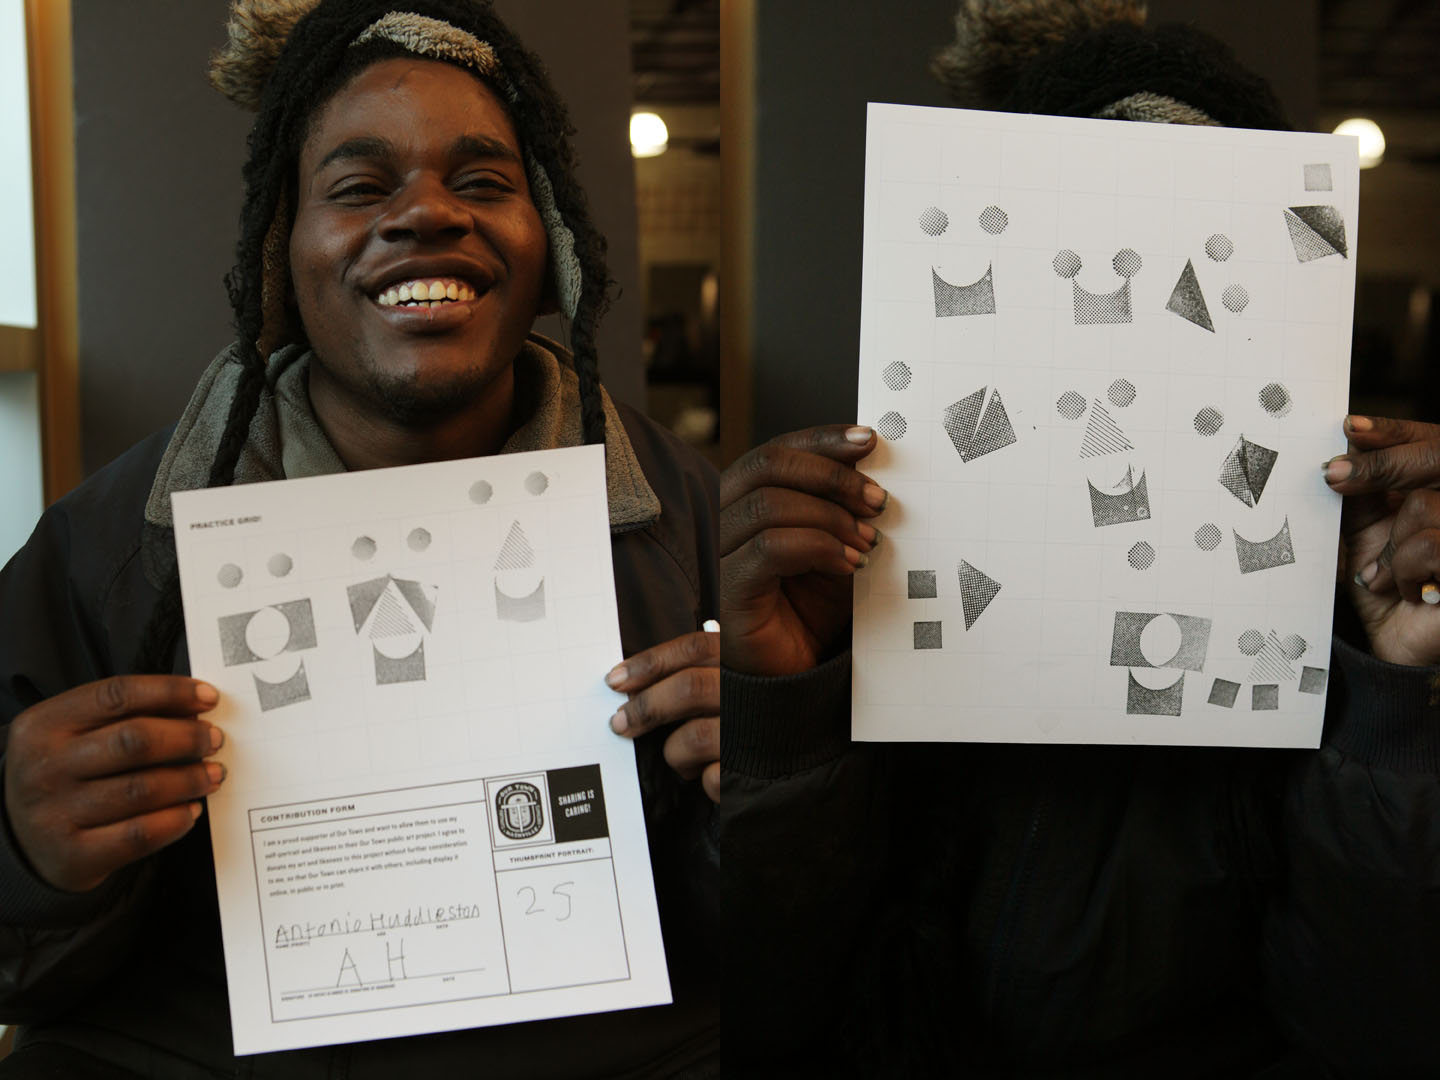 PRACTICE GRID!
CONTRIBUTION FORM
I am a proud supporter of Our Town and want to allow them to use my
self-portrait and likeness in their Our Town public art project. I agree to
donate my art and likeness to this project without further consideration
to me, so that Our Town can share it with others, including display it
online, in public or in print.
Antonio Huddleston
NAME (PRINT)
AGE
DATE
A H
DATE
OUR TOWN
NASHVILLE
SHARING IS
CARING!
THUMBPRINT PORTRAIT:
25